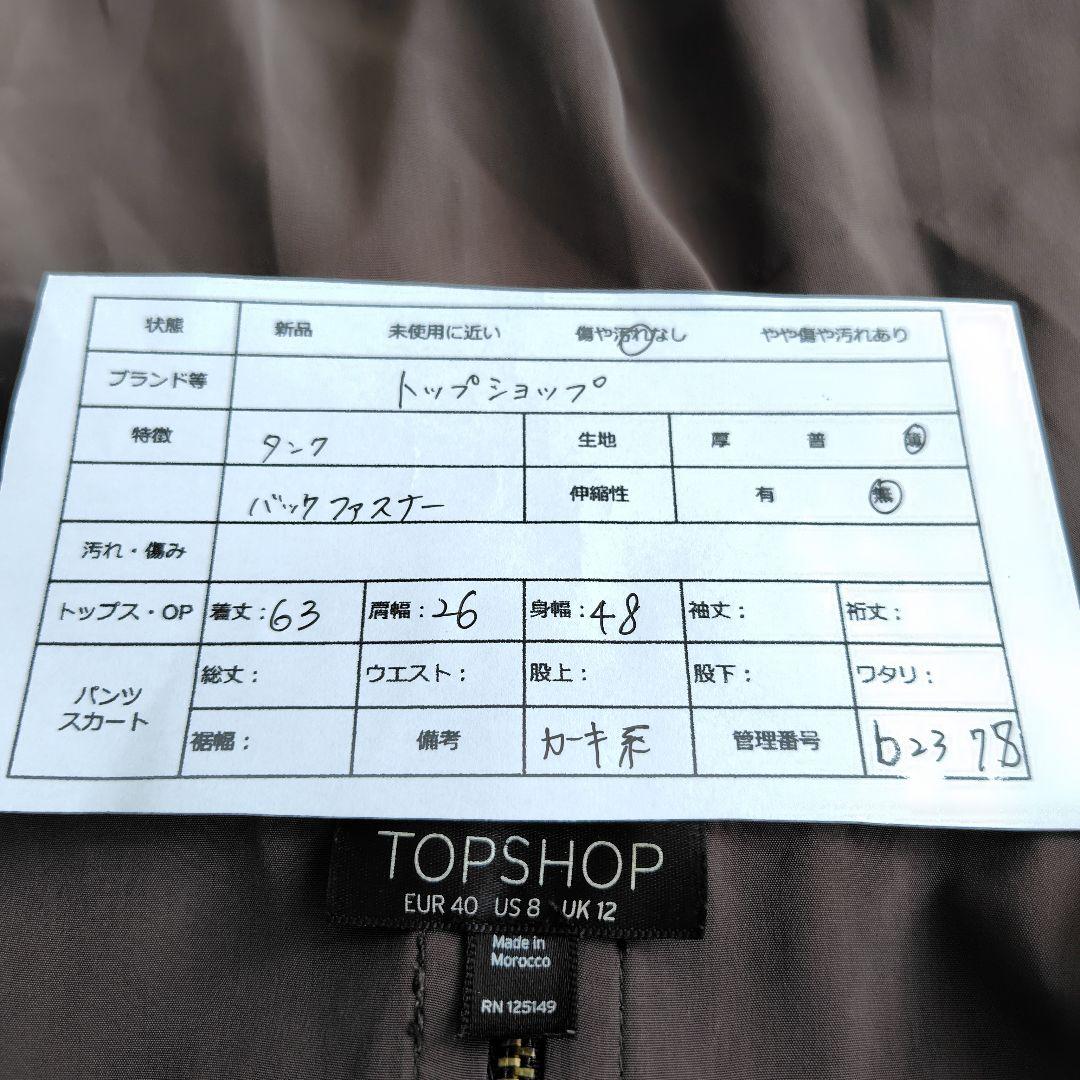 状態 新品 未使用に近い 傷や汚れなし やや傷や汚れあり
ブランド等 トップショップ
特徴 タンク 生地 厚 普 薄
バックファスナー 伸縮性 有 無
汚れ・傷み
トップス・OP 着丈:63 肩幅:26 身幅:48 袖丈: 裄丈:
パンツ スカート 総丈: ウエスト: 股上: 股下: ワタリ:
裾幅: 備考 カーキ系 管理番号 b2378
TOPSHOP
EUR 40 US 8 UK 12
Made in
Morocco
RN 125149